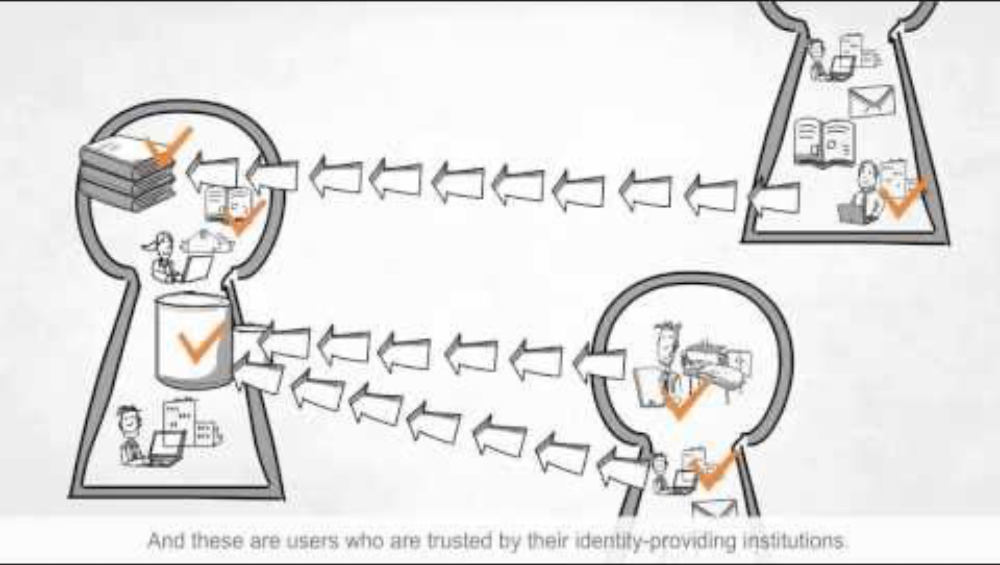 And these are users who are trusted by their identity-providing institutions.